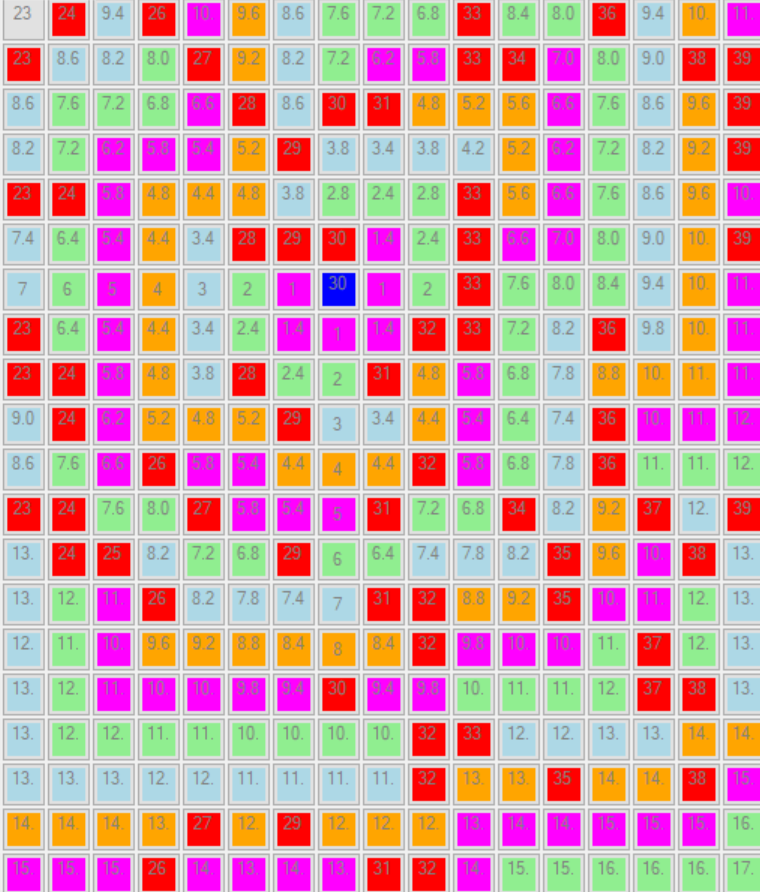 23 24 9.4 26 10. 9.6 8.6 7.6 7.2 6.8 33 8.4 8.0 36 9.4 10. 11.
23 8.6 8.2 8.0 27 9.2 8.2 7.2 6.2 5.8 33 34 7.0 8.0 9.0 38 39
8.6 7.6 7.2 6.8 6.6 28 8.6 30 31 4.8 5.2 5.6 6.6 7.6 8.6 9.6 39
8.2 7.2 6.2 5.8 5.4 5.2 29 3.8 3.4 3.8 4.2 5.2 6.2 7.2 8.2 9.2 39
23 24 5.8 4.8 4.4 4.8 3.8 2.8 2.4 2.8 33 5.6 6.6 7.6 8.6 9.6 10.
7.4 6.4 5.4 4.4 3.4 28 29 30 1.4 2.4 33 6.6 7.0 8.0 9.0 10. 39
7 6 5 4 3 2 1 30 1 2 33 7.6 8.0 8.4 9.4 10. 11.
23 6.4 5.4 4.4 3.4 2.4 1.4 1 1.4 32 33 7.2 8.2 36 9.8 10. 11.
23 24 5.8 4.8 3.8 28 2.4 2 31 4.8 5.8 6.8 7.8 8.8 10. 11. 11.
9.0 24 6.2 5.2 4.8 5.2 29 3 3.4 4.4 5.4 6.4 7.4 36 10. 11. 12.
8.6 7.6 6.6 26 5.8 5.4 4.4 4 4.4 32 5.8 6.8 7.8 36 11. 11. 12.
23 24 7.6 8.0 27 5.8 5.4 5 31 7.2 6.8 34 8.2 9.2 37 12. 39
13. 24 25 8.2 7.2 6.8 29 6 6.4 7.4 7.8 8.2 35 9.6 10. 38 13.
13. 12. 11. 26 8.2 7.8 7.4 7 31 32 8.8 9.2 35 10. 11. 12. 13.
12. 11. 10. 9.6 9.2 8.8 8.4 8 8.4 32 9.8 10. 10. 11. 37 12. 13.
13. 12. 11. 10. 10. 9.8 9.4 30 9.4 9.8 10. 11. 11. 12. 37 38 13.
13. 12. 12. 11. 11. 10. 10. 10. 10. 32 33 12. 12. 13. 13. 14. 14.
13. 13. 13. 12. 12. 11. 11. 11. 11. 32 13. 13. 35 14. 14. 38 15.
14. 14. 14. 13. 27 12. 29 12. 12. 12. 13. 14. 14. 15. 15. 15. 16.
15. 15. 15. 26 14. 13. 14. 13. 31 32 14. 15. 15. 16. 16. 16. 17.